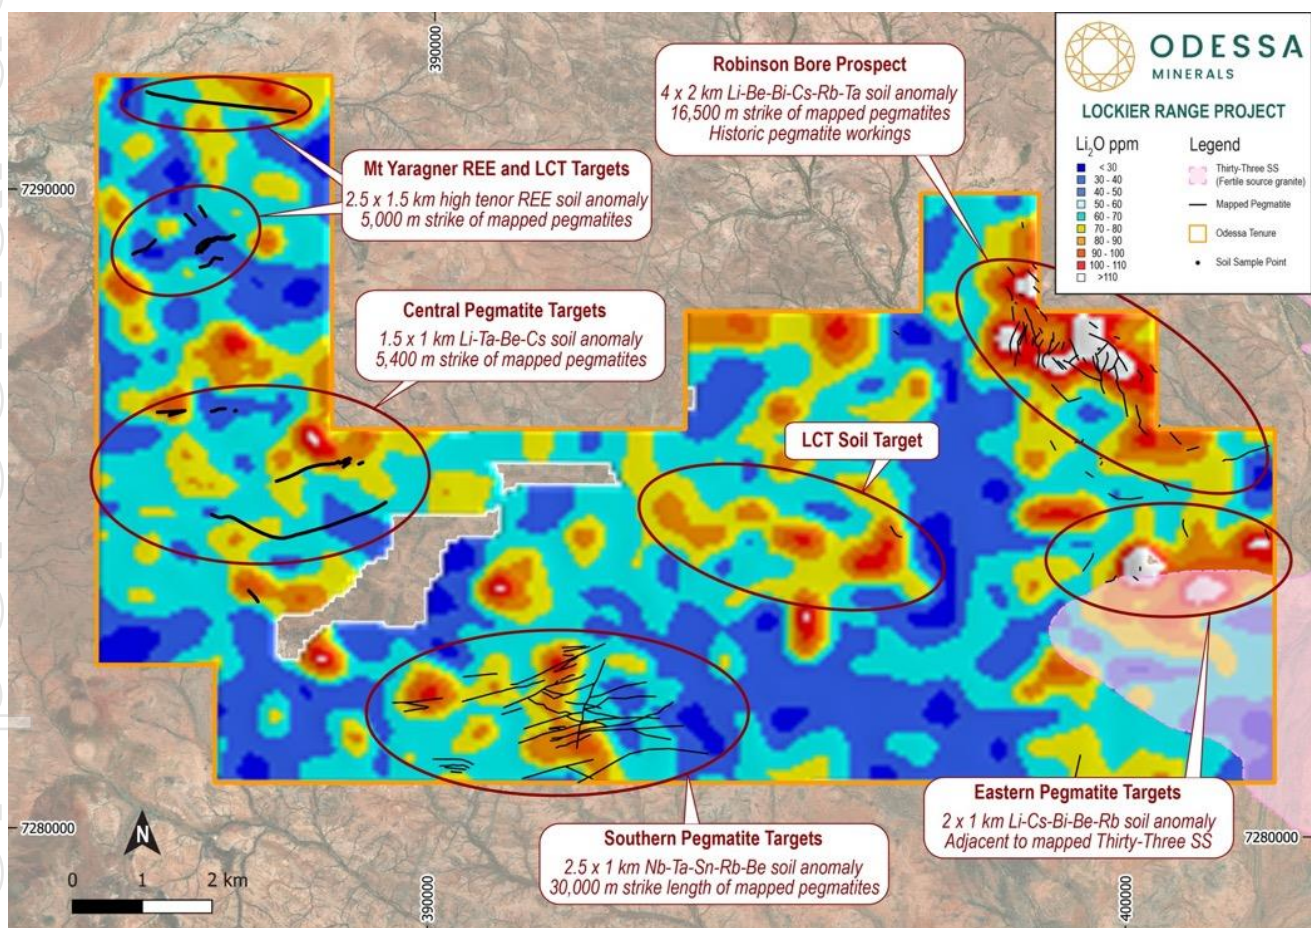 390000
ODESSA
MINERALS
LOCKIER RANGE PROJECT
Li2O ppm
< 30
30 - 40
40 - 50
50 - 60
60 - 70
70 - 80
80 - 90
90 - 100
100 - 110
>110
Legend
Thirty-Three SS
(Fertile source granite)
Mapped Pegmatite
Odessa Tenure
Soil Sample Point
Robinson Bore Prospect
4 x 2 km Li-Be-Bi-Cs-Rb-Ta soil anomaly
16,500 m strike of mapped pegmatites
Historic pegmatite workings
Mt Yaragner REE and LCT Targets
2.5 x 1.5 km high tenor REE soil anomaly
5,000 m strike of mapped pegmatites
7290000
Central Pegmatite Targets
1.5 x 1 km Li-Ta-Be-Cs soil anomaly
5,400 m strike of mapped pegmatites
LCT Soil Target
Eastern Pegmatite Targets
2 x 1 km Li-Cs-Bi-Be-Rb soil anomaly
Adjacent to mapped Thirty-Three SS
Southern Pegmatite Targets
2.5 x 1 km Nb-Ta-Sn-Rb-Be soil anomaly
30,000 m strike length of mapped pegmatites
7280000
7280000
N
0 1 2 km
390000
400000